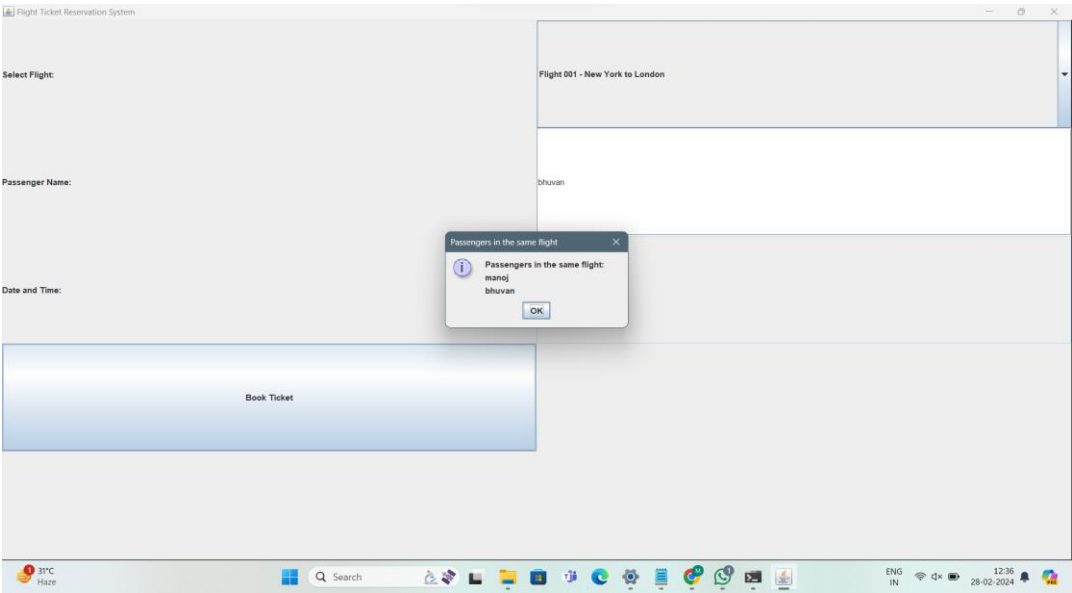 Flight Ticket Reservation System
Select Flight:
Flight 001 - New York to London
Passenger Name:
bhuvan
Passengers in the same flight
Passengers in the same flight:
manoj
bhuvan
OK
Date and Time:
Book Ticket
1
31°C
Haze
Search
1
ENG
IN
12:36
28-02-2024